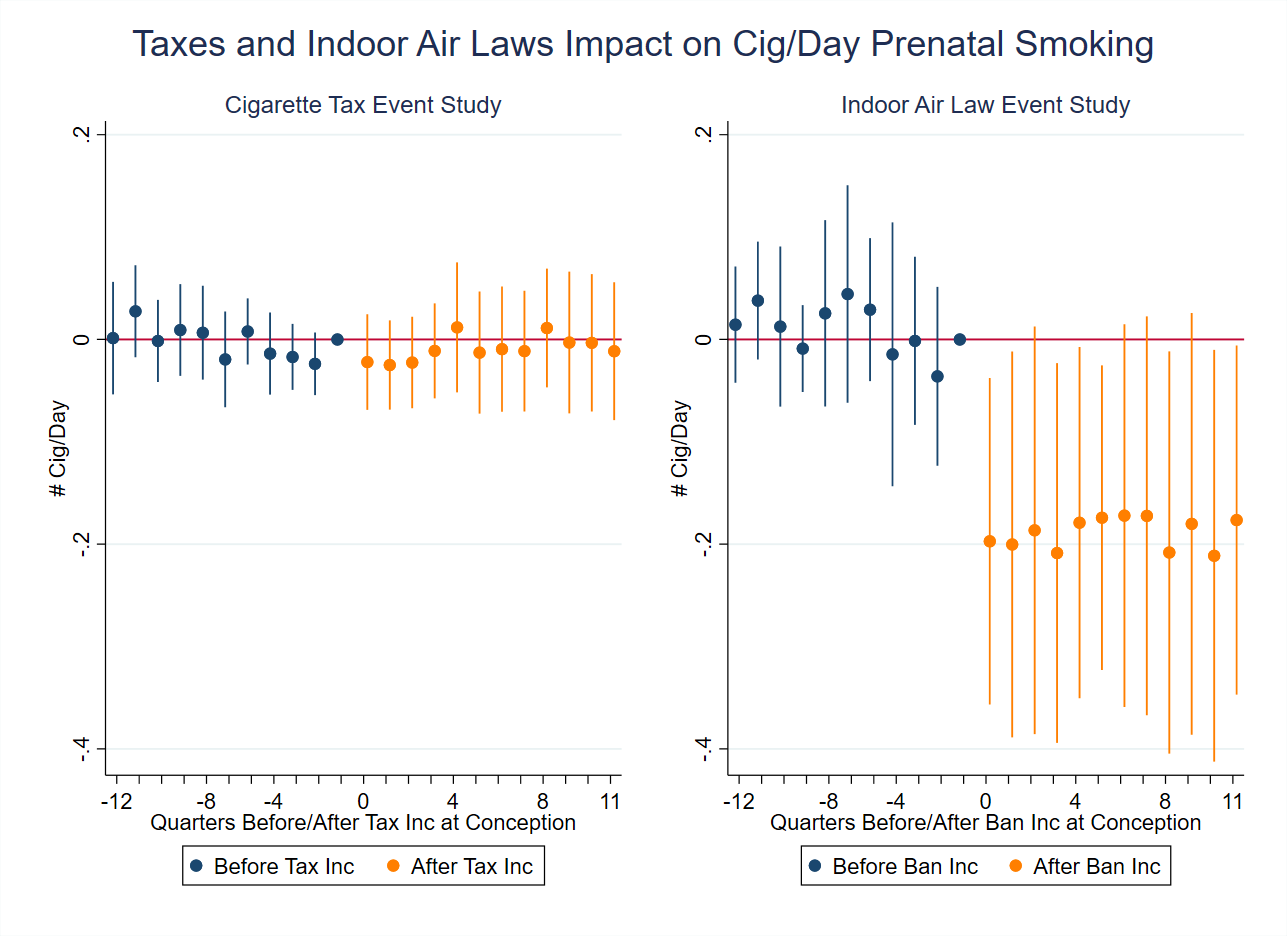 Taxes and Indoor Air Laws Impact on Cig/Day Prenatal Smoking
Cigarette Tax Event Study
.2
0
-.2
-.4
# Cig/Day
-12 -8 -4 0 4 8 11
Quarters Before/After Tax Inc at Conception
Before Tax Inc After Tax Inc
Indoor Air Law Event Study
.2
0
-.2
-.4
# Cig/Day
-12 -8 -4 0 4 8 11
Quarters Before/After Ban Inc at Conception
Before Ban Inc After Ban Inc